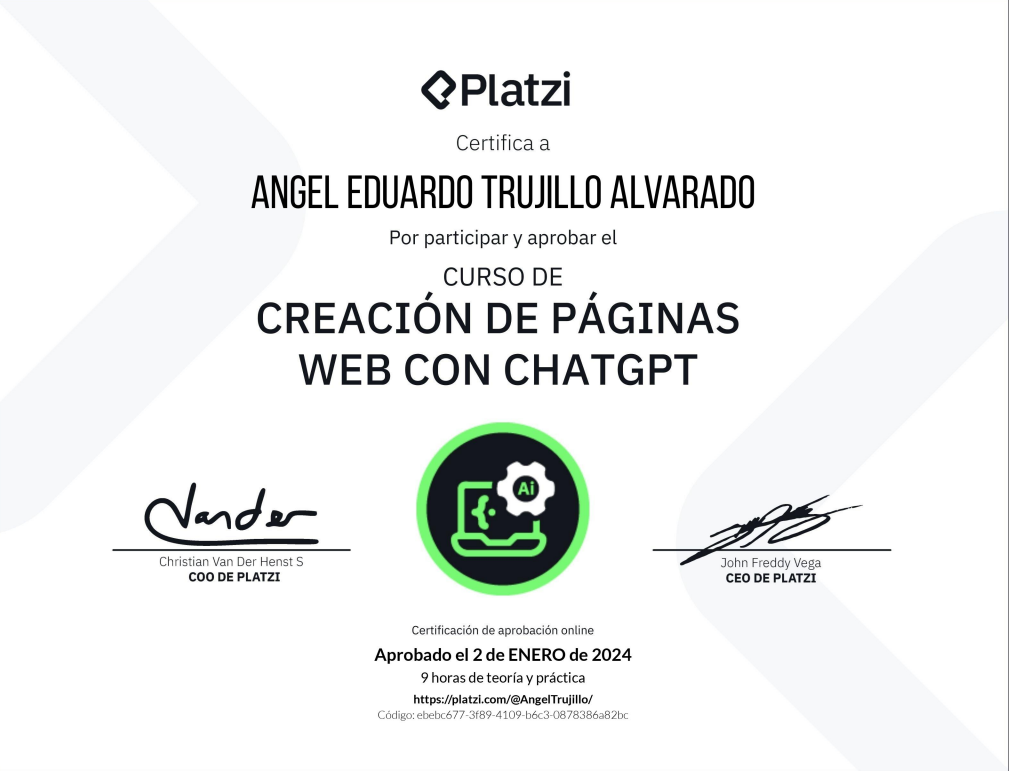 Platzi
Certifica a
ANGEL EDUARDO TRUJILLO ALVARADO
Por participar y aprobar el
CURSO DE
CREACIÓN DE PÁGINAS
WEB CON CHATGPT
Ai
Vander
Christian Van Der Henst S
COO DE PLATZI
John Freddy Vega
CEO DE PLATZI
Certificación de aprobación online
Aprobado el 2 de ENERO de 2024
9 horas de teoría y práctica
https://platzi.com/@AngelTrujillo/
Código: ebebc677-3f89-4109-b6c3-0878386a82bc